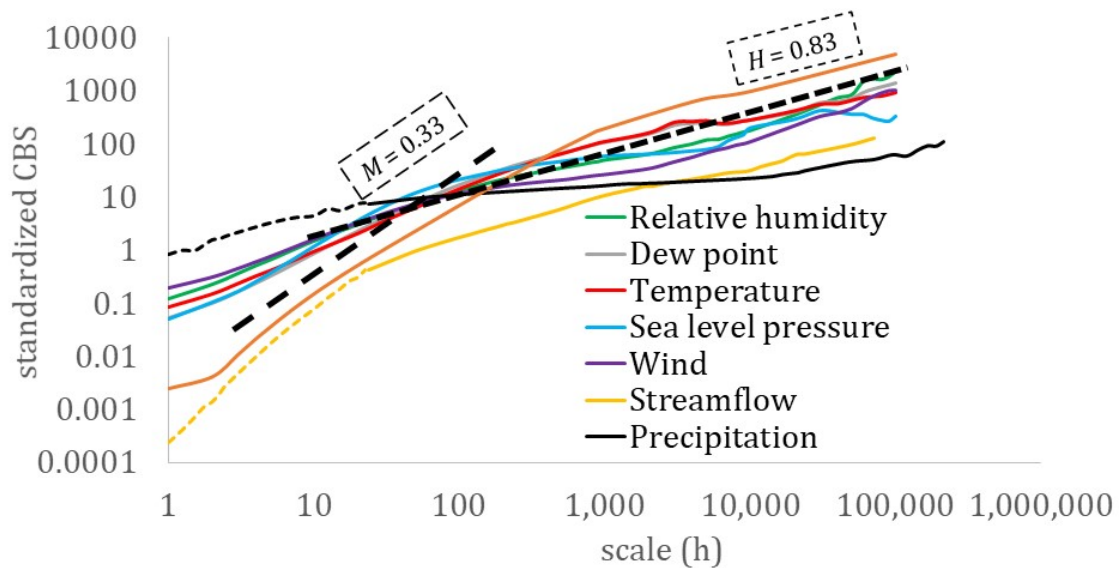 standardized CBS
10000
1000
100
10
1
0.1
0.01
0.001
0.0001
M = 0.33
H = 0.83
Relative humidity
Dew point
Temperature
Sea level pressure
Wind
Streamflow
Precipitation
1 10 100 1,000 10,000 100,000 1,000,000
scale (h)